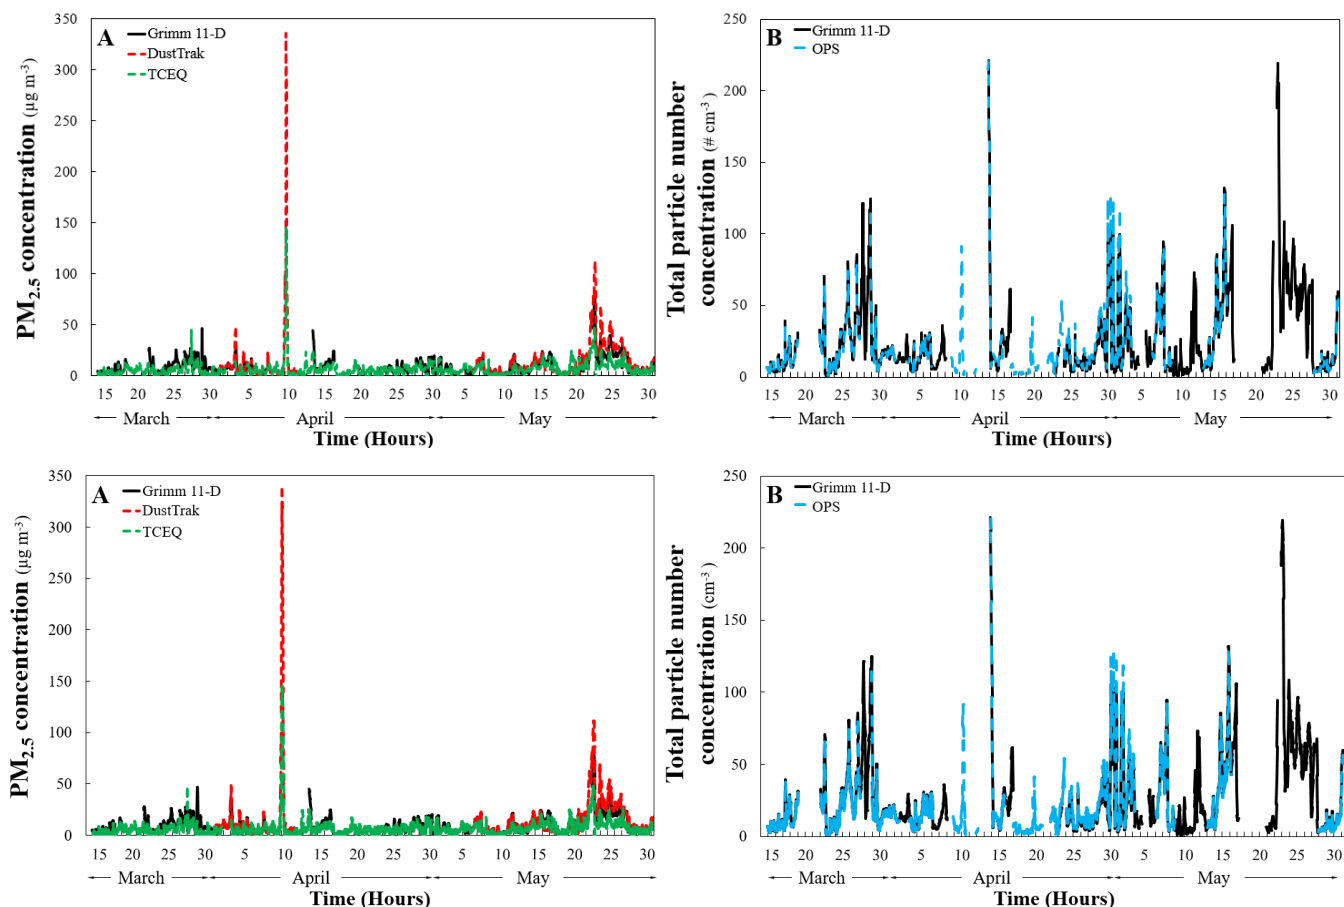 A
Grimm 11-D
DustTrak
TCEQ
PM2.5 concentration (µg m-3)
350
300
250
200
150
100
50
0
15 20 25 30 5 10 15 20 25 30 5 10 15 20 25 30
March April May
Time (Hours)
B
Grimm 11-D
OPS
Total particle number
concentration (# cm-3)
250
200
150
100
50
0
15 20 25 30 5 10 15 20 25 30 5 10 15 20 25 30
March April May
Time (Hours)
A
Grimm 11-D
DustTrak
TCEQ
PM2.5 concentration (µg m-3)
350
300
250
200
150
100
50
0
15 20 25 30 5 10 15 20 25 30 5 10 15 20 25 30
March April May
Time (Hours)
B
Grimm 11-D
OPS
Total particle number
concentration (cm-3)
250
200
150
100
50
0
15 20 25 30 5 10 15 20 25 30 5 10 15 20 25 30
March April May
Time (Hours)